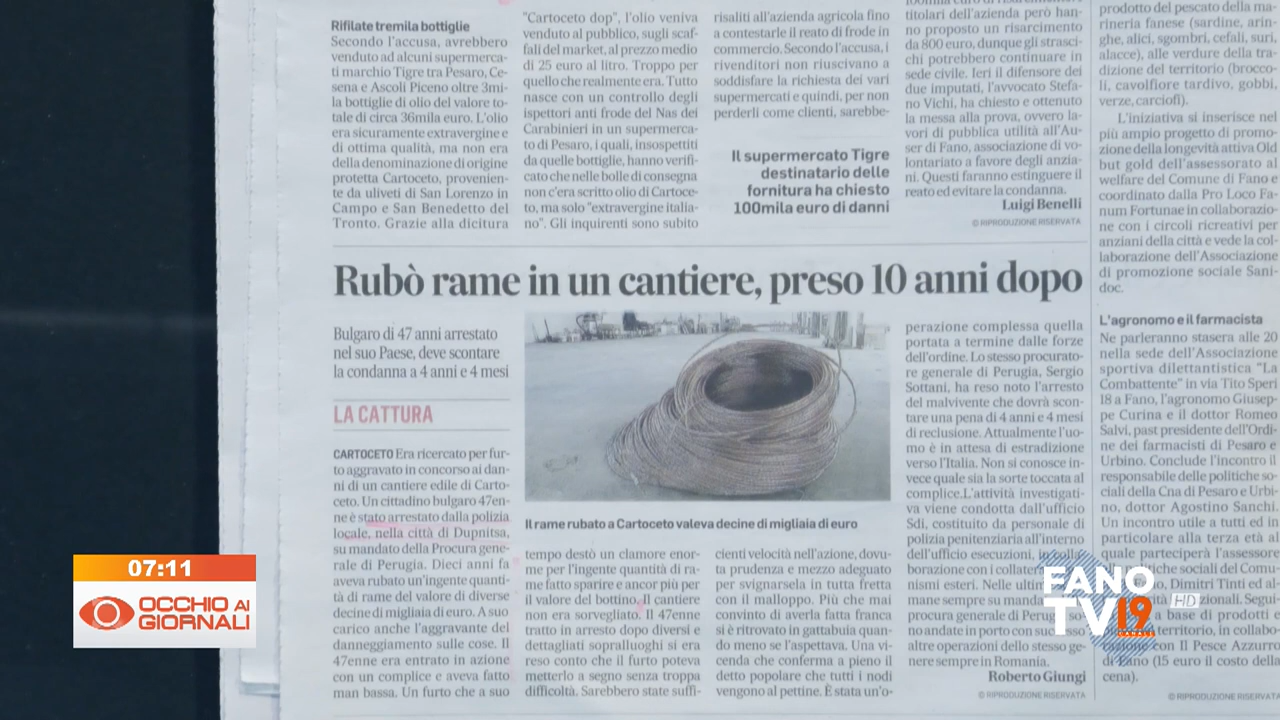 Rifilate tremila bottiglie
Secondo l'accusa, avrebbero
venduto ad alcuni supermerca-
ti marchio Tigre tra Pesaro, Ce-
sena e Ascoli Piceno oltre 3mi-
la bottiglie di olio del valore to-
tale di circa 36mila euro. L'olio
era sicuramente extravergine e
di ottima qualità, ma non era
della denominazione di origine
protetta Cartoceto, provenien-
te da uliveti di San Lorenzo in
Campo e San Benedetto del
Tronto. Grazie alla dicitura
"Cartoceto dop", l'olio veniva
venduto al pubblico, sugli scaf-
fali del market, al prezzo medio
di 25 euro al litro. Troppo per
quello che realmente era. Tutto
nasce con un controllo degli
ispettori anti frode del Nas dei
Carabinieri in un supermerca-
to di Pesaro, i quali, insospettiti
da quelle bottiglie, hanno verifi-
cato che nelle bolle di consegna
non c'era scritto olio di Cartoce-
to, ma solo "extravergine italia-
no". Gli inquirenti sono subito
risaliti all'azienda agricola fino
a contestarle il reato di frode in
commercio. Secondo l'accusa, i
rivenditori non riuscivano a
soddisfare la richiesta dei vari
supermercati e quindi, per non
perderli come clienti, sarebbe-
Il supermercato Tigre
destinatario delle
fornitura ha chiesto
100mila euro di danni
titolari dell'azienda però han-
no proposto un risarcimento
da 800 euro, dunque gli strasci-
chi potrebbero continuare in
sede civile. Ieri il difensore dei
due imputati, l'avvocato Stefa-
no Vichi, ha chiesto e ottenuto
la messa alla prova, ovvero la-
vori di pubblica utilità all'Au-
ser di Fano, associazione di vo-
lontariato a favore degli anzia-
ni. Questi faranno estinguere il
reato ed evitare la condanna.
Luigi Benelli
© RIPRODUZIONE RISERVATA
prodotto del pescato della ma-
rineria fanese (sardine, arin-
ghe, alici, sgombri, cefali, suri,
alacce), alle verdure della tra-
dizione del territorio (brocco-
li, cavolfiore tardivo, gobbi,
verze, carciofi).
L'iniziativa si inserisce nel
più ampio progetto di promo-
zione della longevità attiva Old
but gold dell'assessorato al
welfare del Comune di Fano e
coordinato dalla Pro Loco Fa-
num Fortunae in collaborazio-
ne con i circoli ricreativi per
anziani della città e vede la col-
laborazione dell'Associazione
di promozione sociale Sani-
doc.
L'agronomo e il farmacista
Ne parleranno stasera alle 20
nella sede dell'Associazione
sportiva dilettantistica "La
Combattente" in via Tito Speri
18 a Fano, l'agronomo Giusep-
pe Curina e il dottor Romeo
Salvi, past presidente dell'Ordi-
ne dei farmacisti di Pesaro e
Urbino. Conclude l'incontro il
responsabile delle politiche so-
ciali della Cna di Pesaro e Urbi-
no, dottor Agostino Sanchi.
Un incontro utile a tutti ed in
particolare alla terza età al
quale parteciperà l'assessore
che sociali del Comu-
Dimitri Tinti ed al-
zionali. Segui-
a base di prodotti e
territorio, in collabo-
con Il Pesce Azzurro
di Fano (15 euro il costo della
cena).
© RIPRODUZIONE RISERVATA
Rubò rame in un cantiere, preso 10 anni dopo
Bulgaro di 47 anni arrestato
nel suo Paese, deve scontare
la condanna a 4 anni e 4 mesi
LA CATTURA
CARTOCETO Era ricercato per fur-
to aggravato in concorso ai dan-
ni di un cantiere edile di Carto-
ceto. Un cittadino bulgaro 47en-
ne è stato arrestato dalla polizia
locale, nella città di Dupnitsa,
su mandato della Procura gene-
rale di Perugia. Dieci anni fa
aveva rubato un'ingente quanti-
tà di rame del valore di diverse
decine di migliaia di euro. A suo
carico anche l'aggravante del
danneggiamento sulle cose. Il
47enne era entrato in azione
con un complice e aveva fatto
man bassa. Un furto che a suo
Il rame rubato a Cartoceto valeva decine di migliaia di euro
tempo destò un clamore enor-
me per l'ingente quantità di ra-
me fatto sparire e ancor più per
il valore del bottino. Il cantiere
non era sorvegliato. Il 47enne
tratto in arresto dopo diversi e
dettagliati sopralluoghi si era
reso conto che il furto poteva
metterlo a segno senza troppa
difficoltà. Sarebbero state suffi-
cienti velocità nell'azione, dovu-
ta prudenza e mezzo adeguato
per svignarsela in tutta fretta
con il malloppo. Più che mai
convinto di averla fatta franca
si è ritrovato in gattabuia quan-
do meno se l'aspettava. Una vi-
cenda che conferma a pieno il
detto popolare che tutti i nodi
vengono al pettine. È stata un'o-
perazione complessa quella
portata a termine dalle forze
dell'ordine. Lo stesso procurato-
re generale di Perugia, Sergio
Sottani, ha reso noto l'arresto
del malvivente che dovrà scon-
tare una pena di 4 anni e 4 mesi
di reclusione. Attualmente l'uo-
mo è in attesa di estradizione
verso l'Italia. Non si conosce in-
vece quale sia la sorte toccata al
complice.L'attività investigati-
va viene condotta dall'ufficio
Sdi, costituito da personale di
polizia penitenziaria all'interno
dell'ufficio esecuzioni, in colla-
borazione con i collater
mani esteri. Nelle ultim
mane sempre su manda
procura generale di Perugia so-
no andate in porto con successo
altre operazioni dello stesso ge-
nere sempre in Romania.
Roberto Giungi
© RIPRODUZIONE RISERVATA
07:11
OCCHIO AI
GIORNALI
FANO
TV 19 HD
CANALE